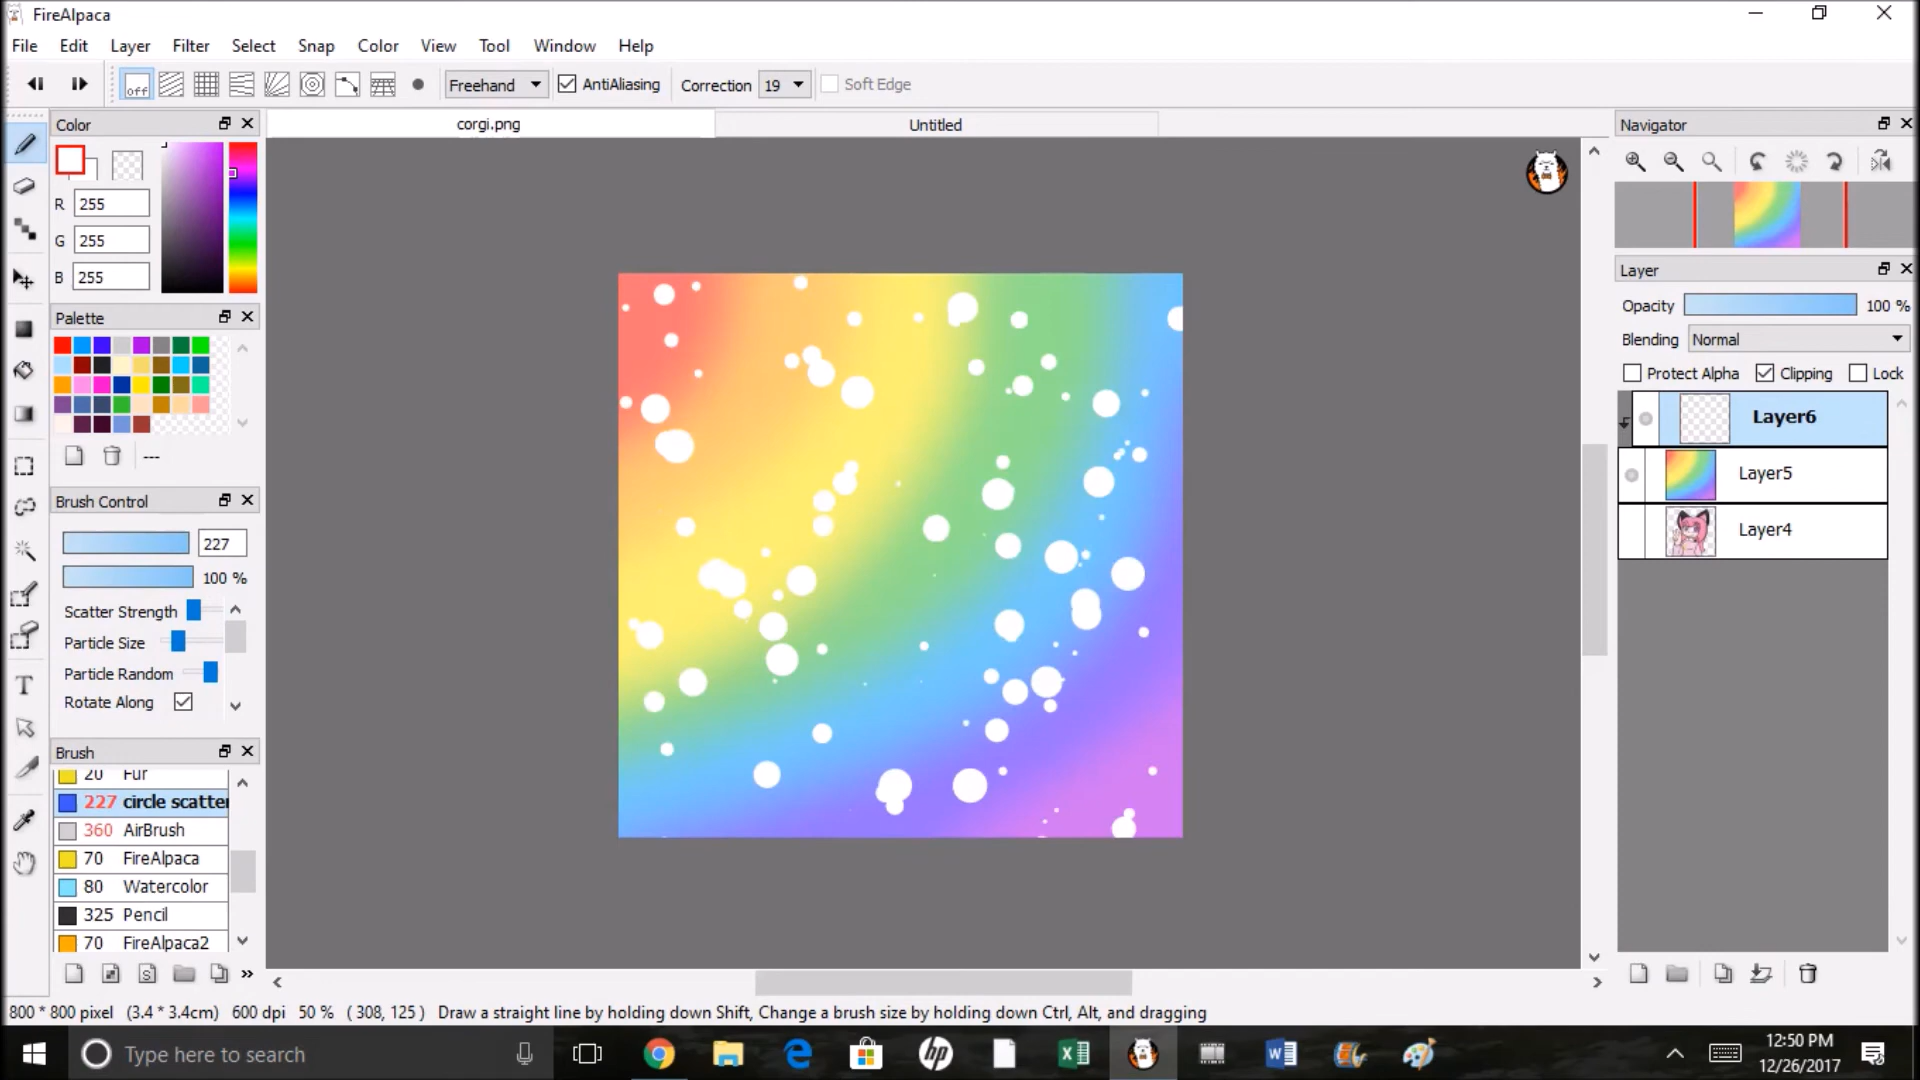 FireAlpaca
File Edit Layer Filter Select Snap Color View Tool Window Help
off Freehand AntiAliasing Correction 19 Soft Edge
Color
corgi.png Untitled
Navigator
R 255
G 255
B 255
Palette
---
Brush Control
227
100 %
Scatter Strength
Particle Size
Particle Random
Rotate Along
Brush
20 Fur
227 circle scatter
360 AirBrush
70 FireAlpaca
80 Watercolor
325 Pencil
70 FireAlpaca2
S »
Layer
Opacity 100 %
Blending Normal
Protect Alpha Clipping Lock
Layer6
Layer5
Layer4
800 * 800 pixel (3.4 * 3.4cm) 600 dpi 50 % ( 308, 125 ) Draw a straight line by holding down Shift, Change a brush size by holding down Ctrl, Alt, and dragging
Type here to search
hp
12:50 PM
12/26/2017